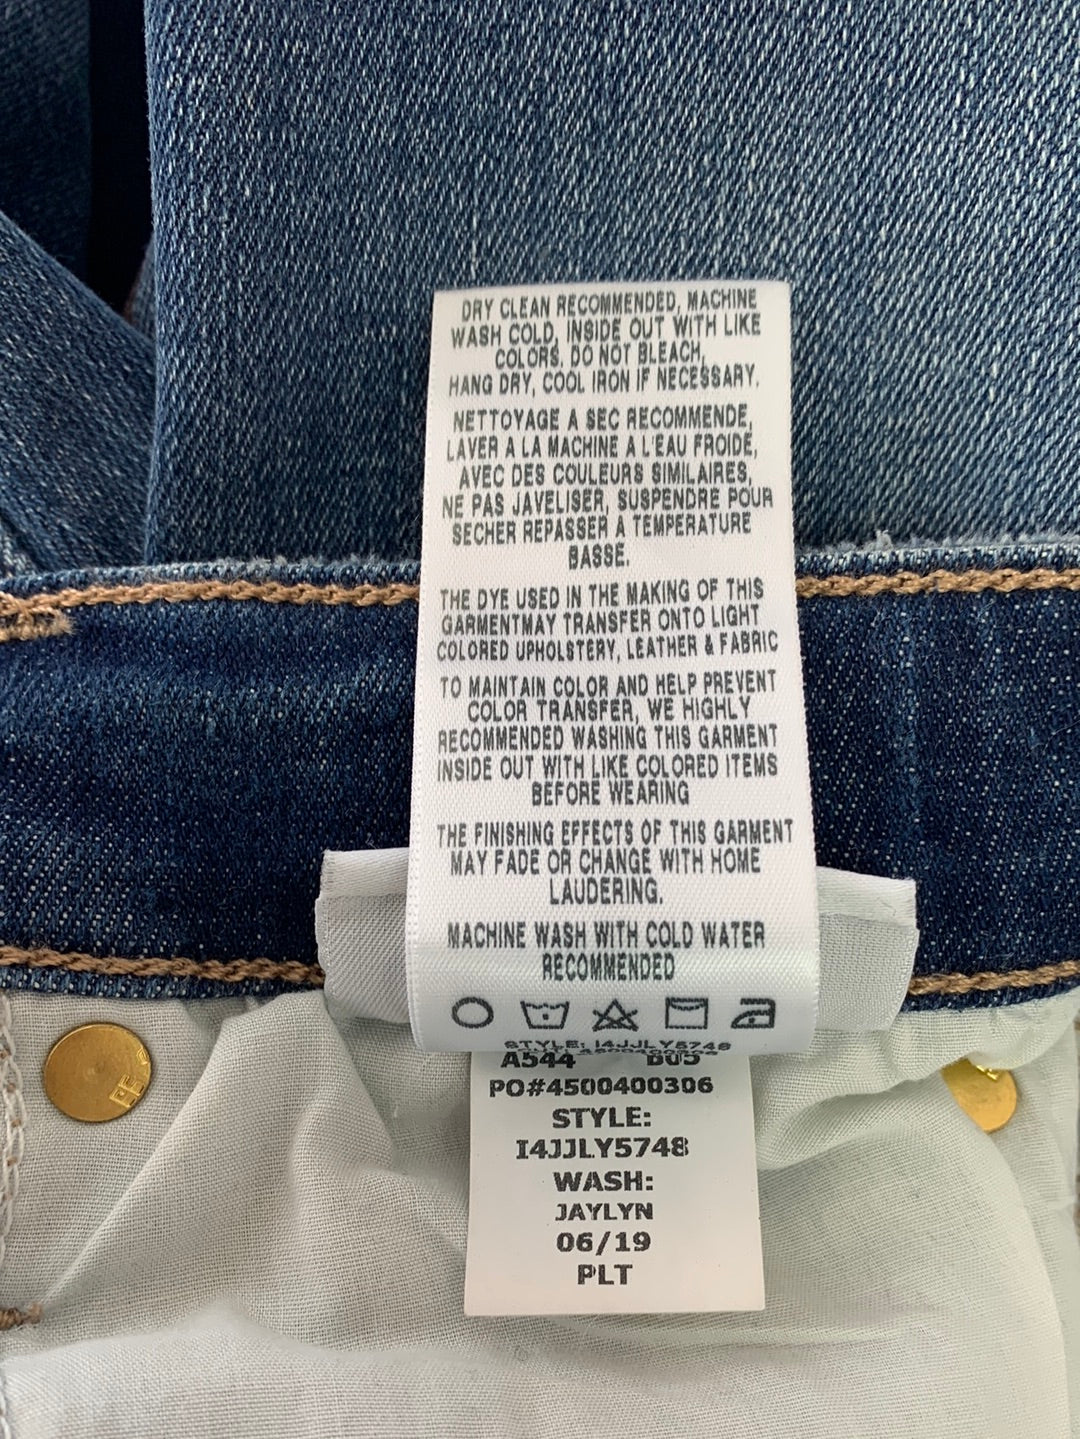 DRY CLEAN RECOMMENDED, MACHINE
WASH COLD, INSIDE OUT WITH LIKE
COLORS, DO NOT BLEACH,
HANG DRY, COOL IRON IF NECESSARY.
NETTOYAGE A SEC RECOMMENDE,
LAVER A LA MACHINE A L'EAU FROIDE,
AVEC DES COULEURS SIMILAIRES,
NE PAS JAVELISER, SUSPENDRE POUR
SECHER REPASSER A TEMPERATURE
BASSE.
THE DYE USED IN THE MAKING OF THIS
GARMENTMAY TRANSFER ONTO LIGHT
COLORED UPHOLSTERY, LEATHER & FABRIC
TO MAINTAIN COLOR AND HELP PREVENT
COLOR TRANSFER, WE HIGHLY
RECOMMENDED WASHING THIS GARMENT
INSIDE OUT WITH LIKE COLORED ITEMS
BEFORE WEARING
THE FINISHING EFFECTS OF THIS GARMENT
MAY FADE OR CHANGE WITH HOME
LAUDERING.
MACHINE WASH WITH COLD WATER
RECOMMENDED
STYLE: I4JJLY5748
A544 B05
PO#4500400306
STYLE:
I4JJLY5748
WASH:
JAYLYN
06/19
PLT